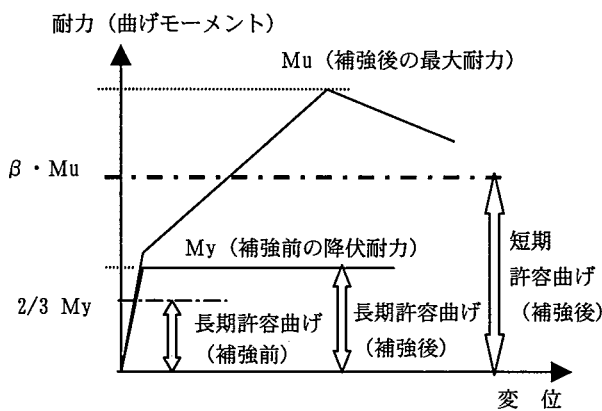 耐力（曲げモーメント）
Mu（補強後の最大耐力）
β・Mu
My（補強前の降伏耐力）
2/3 My
長期許容曲げ
（補強前）
長期許容曲げ
（補強後）
短期
許容曲げ
（補強後）
変 位